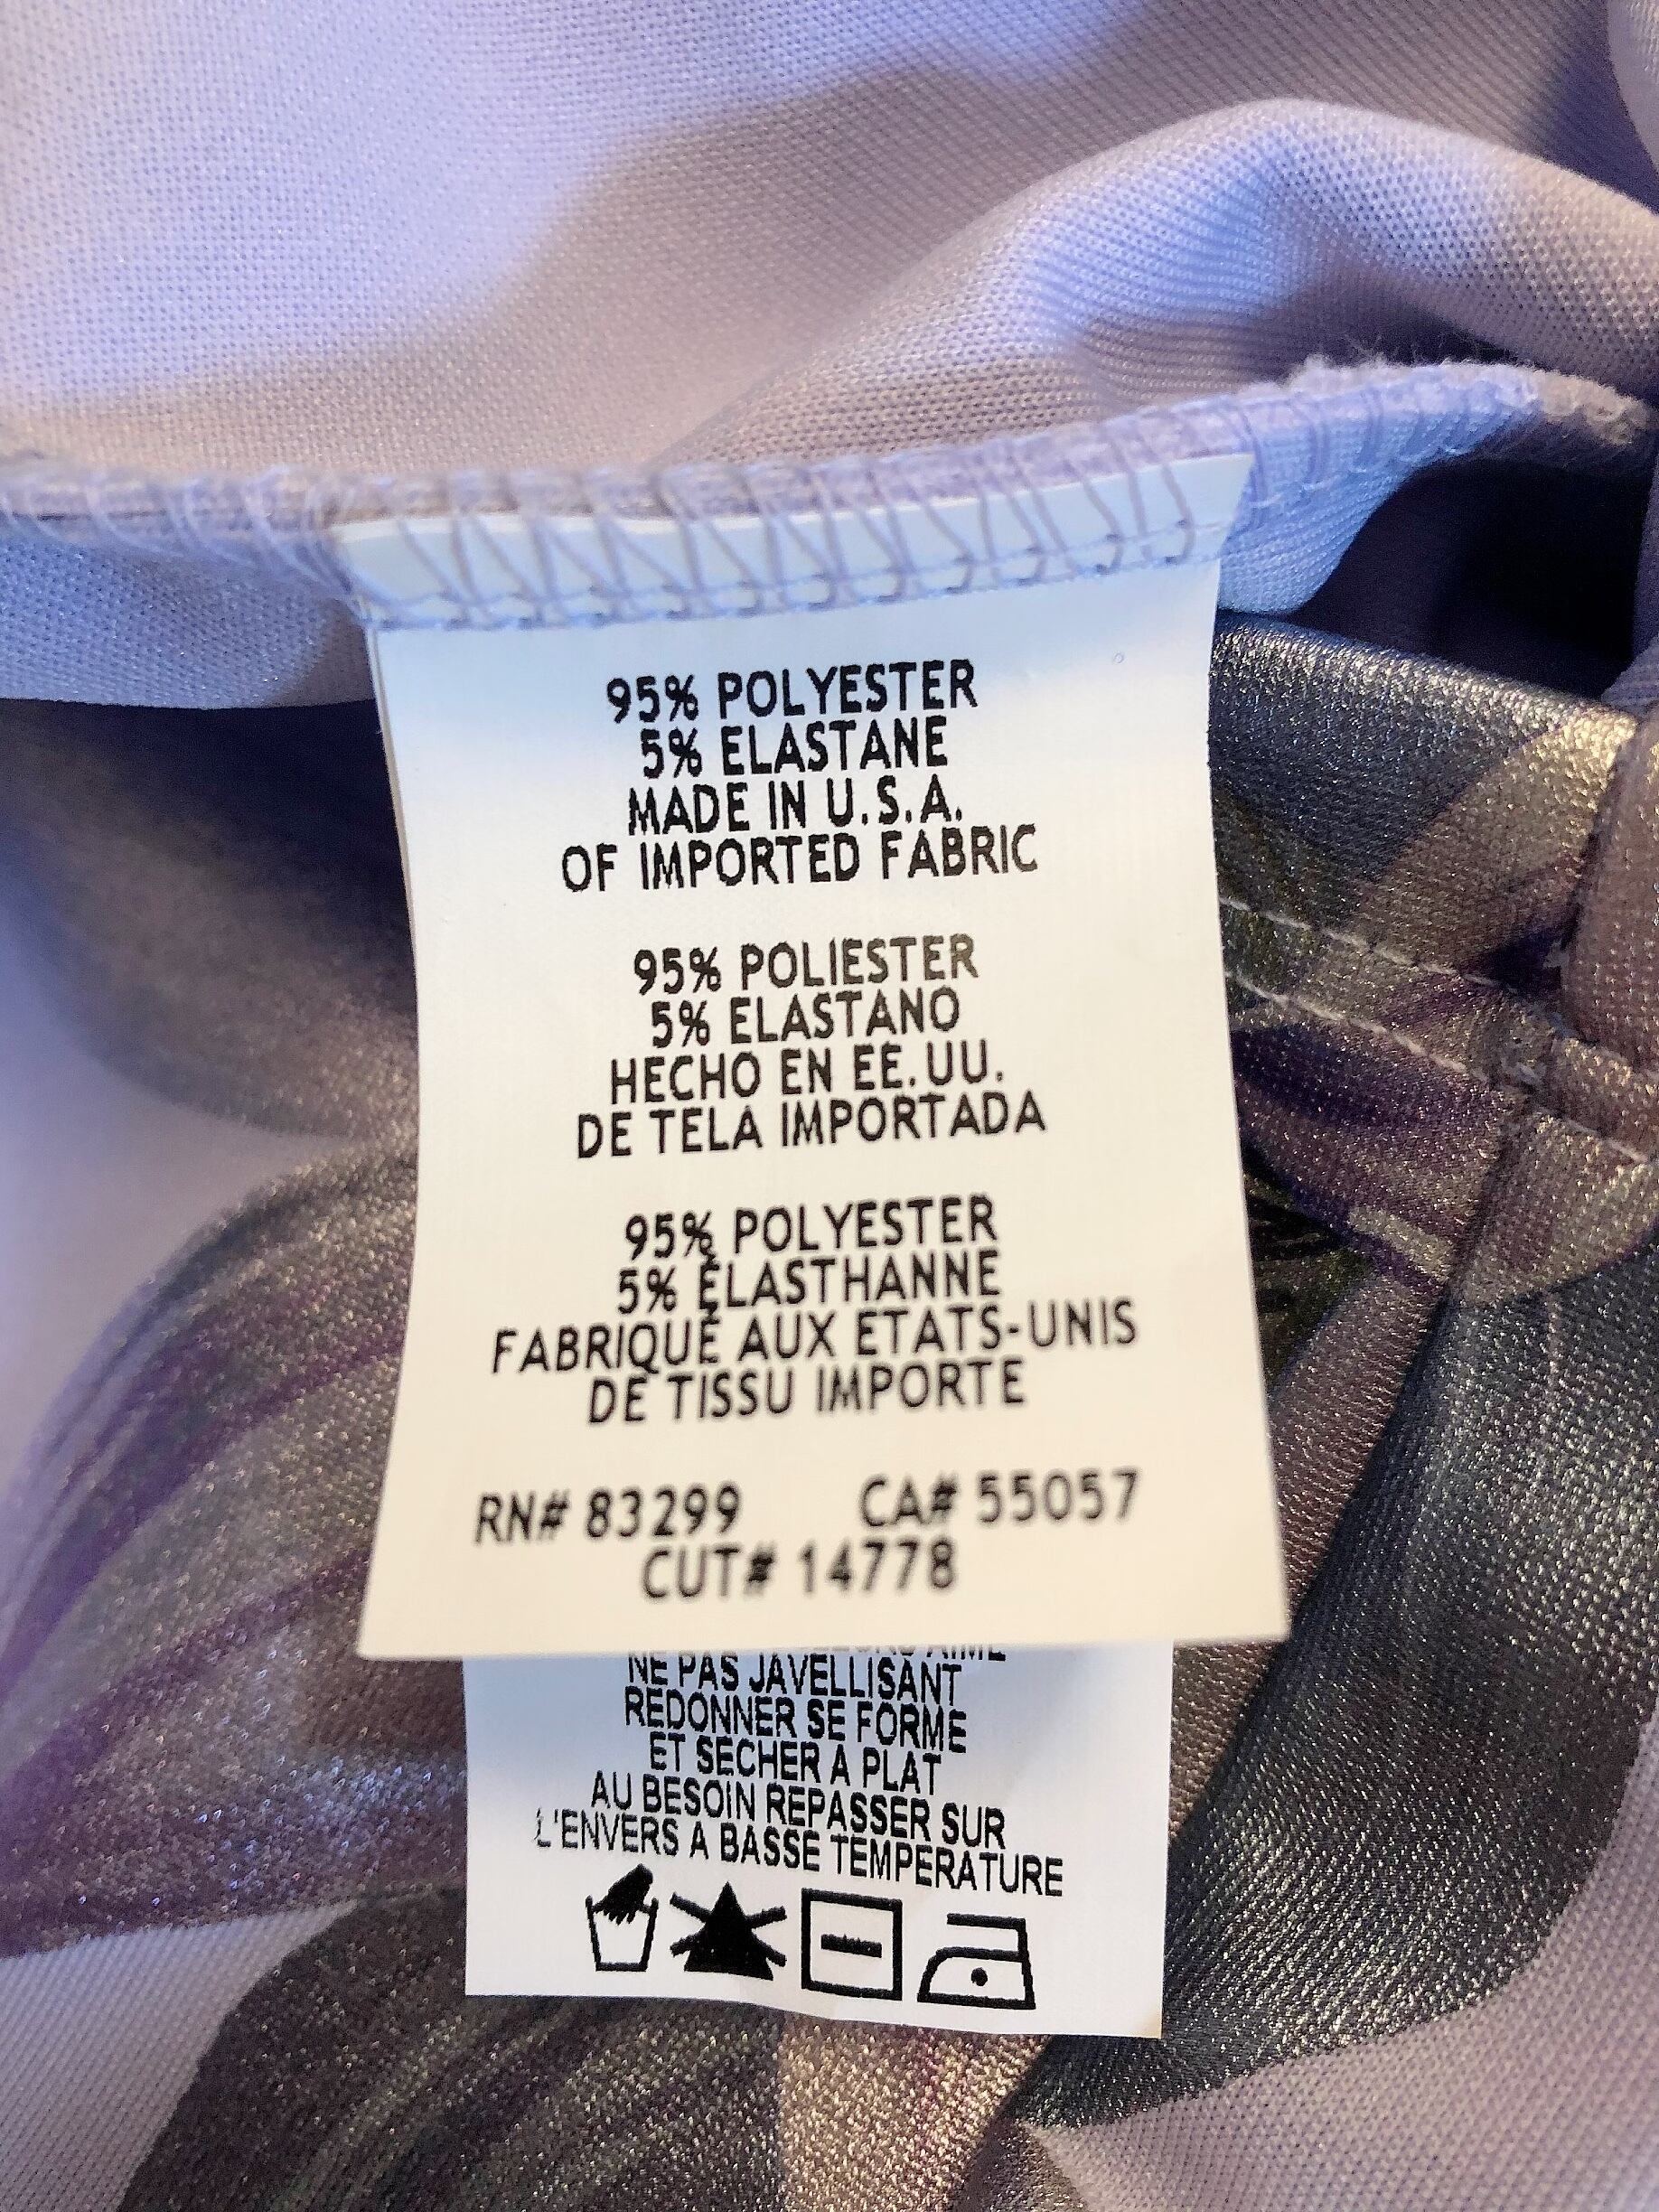 95% POLYESTER
5% ELASTANE
MADE IN U.S.A.
OF IMPORTED FABRIC
95% POLIESTER
5% ELASTANO
HECHO EN EE.UU.
DE TELA IMPORTADA
95% POLYESTER
5% ÉLASTHANNE
FABRIQUÉ AUX ETATS-UNIS
DE TISSU IMPORTE
RN# 83299 CA# 55057
CUT# 14778
NE PAS JAVELLISANT
REDONNER SE FORME
ET SECHER A PLAT
AU BESOIN REPASSER SUR
L'ENVERS A BASSE TEMPERATURE